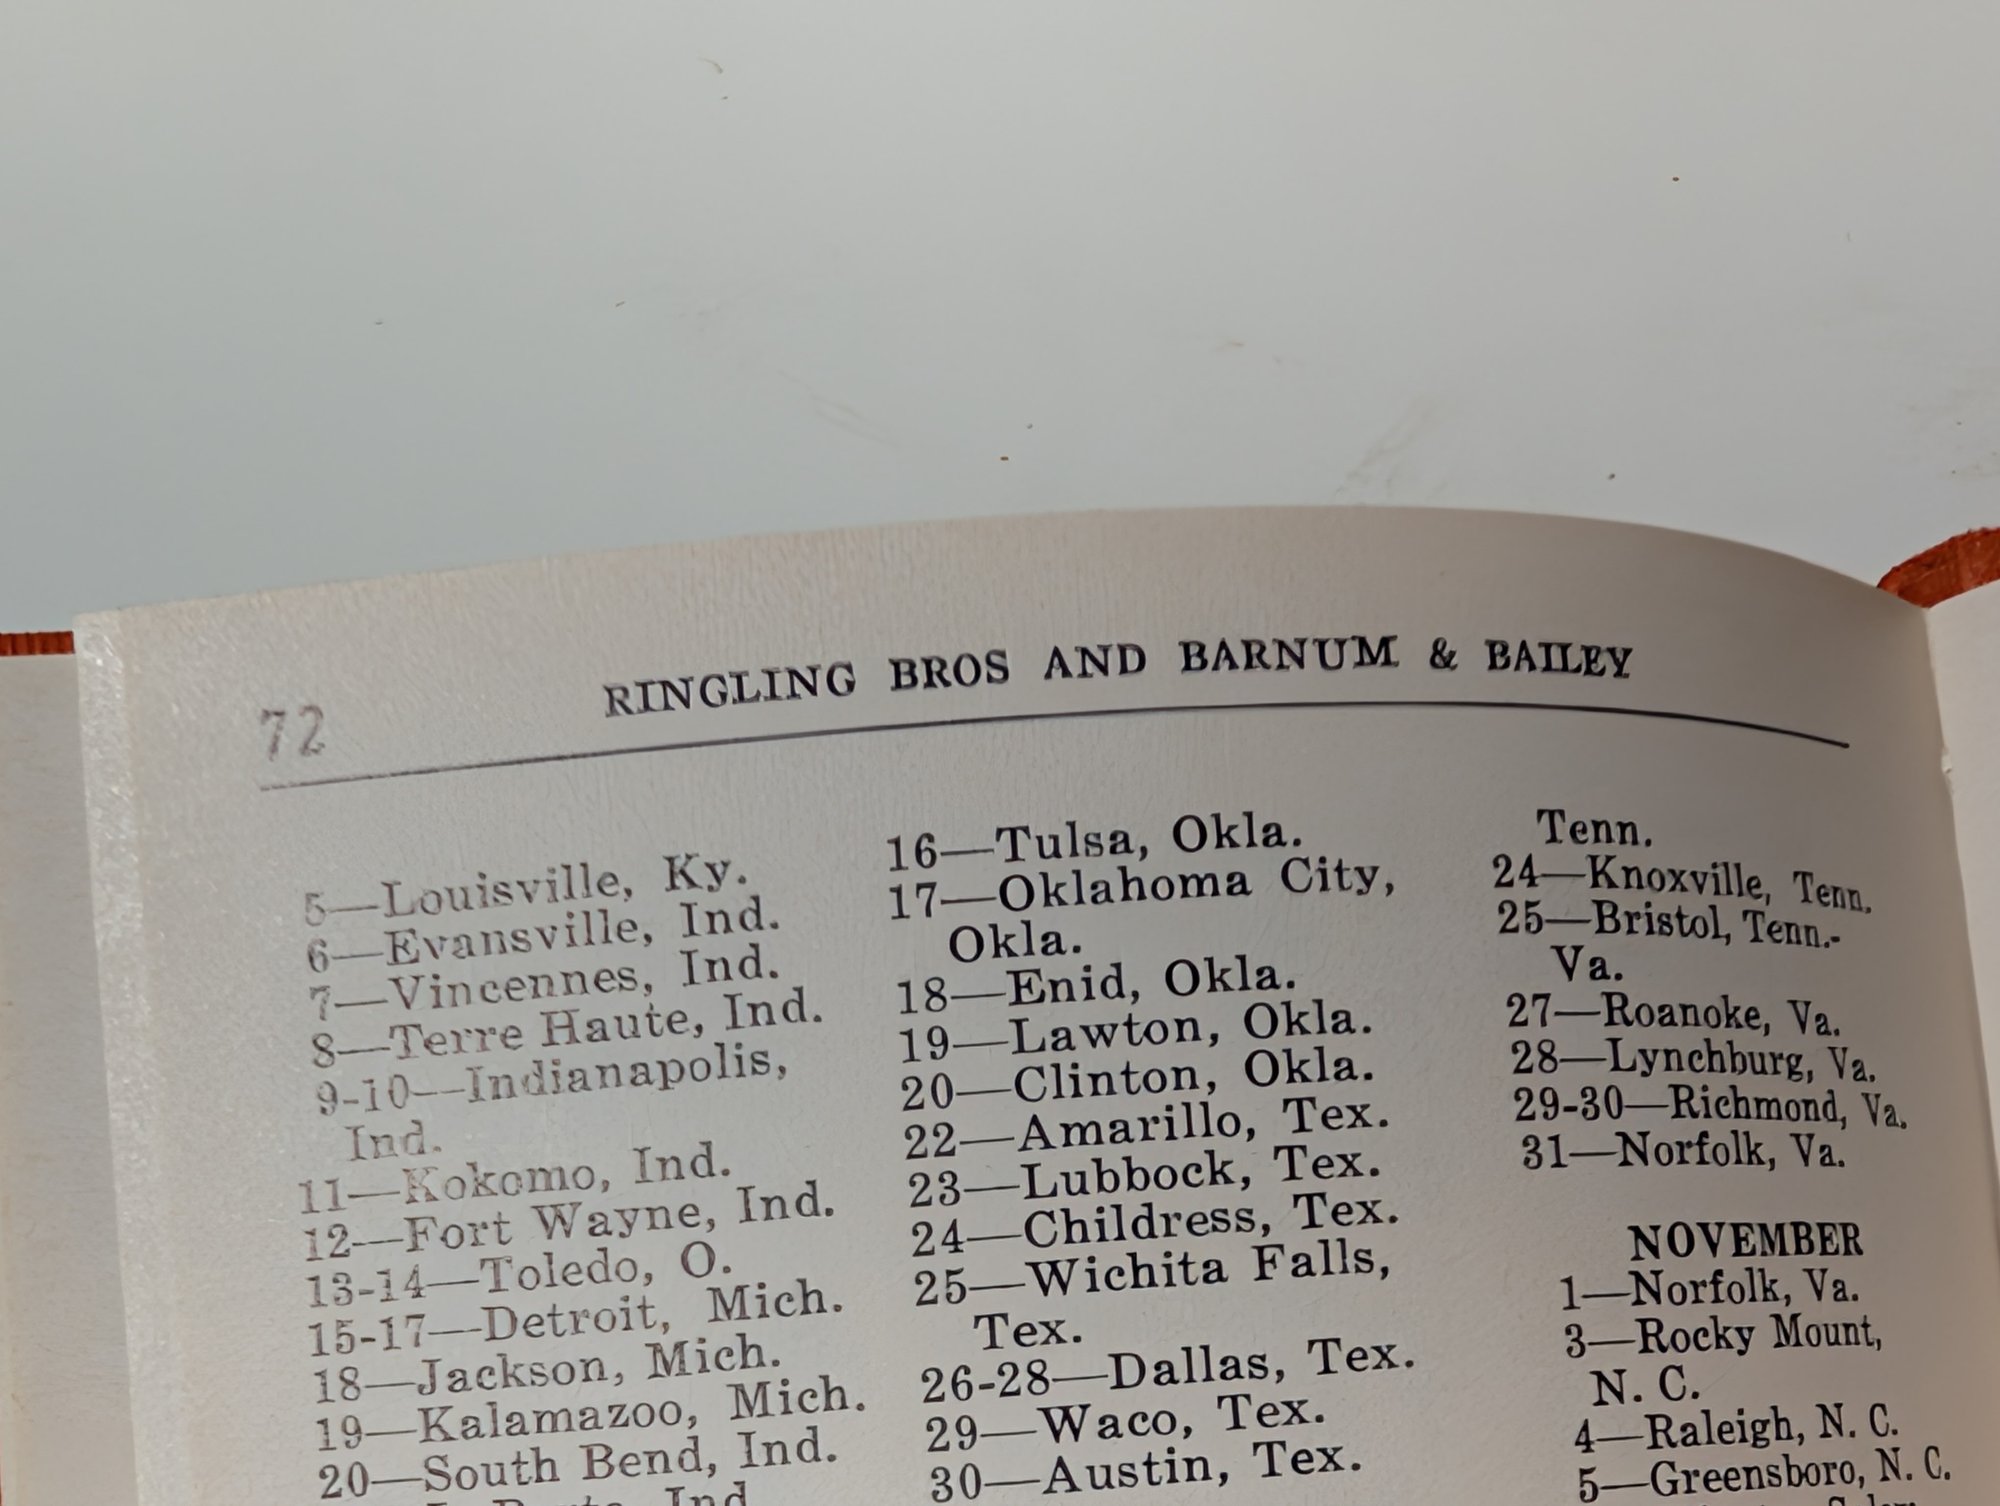 72
RINGLING BROS AND BARNUM & BAILEY
5—Louisville, Ky.
6—Evansville, Ind.
7—Vincennes, Ind.
8—Terre Haute, Ind.
9-10—Indianapolis,
Ind.
11—Kokomo, Ind.
12—Fort Wayne, Ind.
13-14—Toledo, O.
15-17—Detroit, Mich.
18—Jackson, Mich.
19—Kalamazoo, Mich.
20—South Bend, Ind.
Ind.
16—Tulsa, Okla.
17—Oklahoma City,
Okla.
18—Enid, Okla.
19—Lawton, Okla.
20—Clinton, Okla.
22—Amarillo, Tex.
23—Lubbock, Tex.
24—Childress, Tex.
25—Wichita Falls,
Tex.
26-28—Dallas, Tex.
29—Waco, Tex.
30—Austin, Tex.
Tenn.
24—Knoxville, Tenn.
25—Bristol, Tenn.-
Va.
27—Roanoke, Va.
28—Lynchburg, Va.
29-30—Richmond, Va.
31—Norfolk, Va.
NOVEMBER
1—Norfolk, Va.
3—Rocky Mount,
N. C.
4—Raleigh, N. C.
5—Greensboro, N. C.